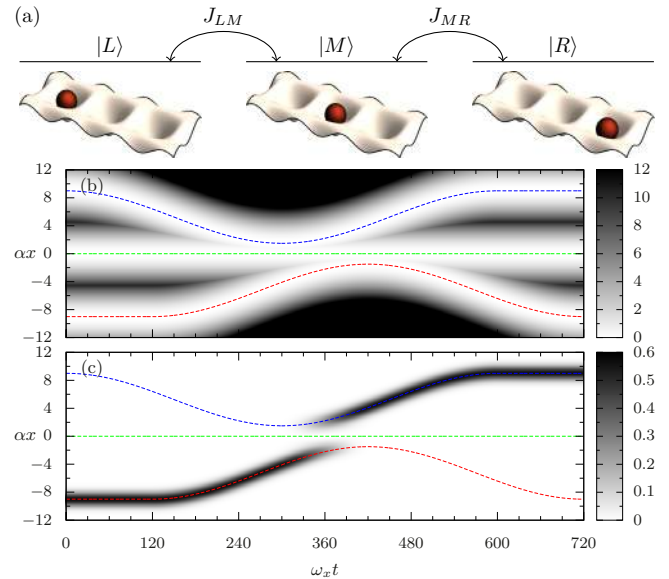 (a)
J_{LM} J_{MR}
|L⟩ |M⟩ |R⟩
12 (b) 12
8 10
4 8
αx 0 6
−4 4
−8 2
−12 0
12 (c) 0.6
8 0.5
4 0.4
αx 0 0.3
−4 0.2
−8 0.1
−12 0
0 120 240 360 480 600 720
ω_x t